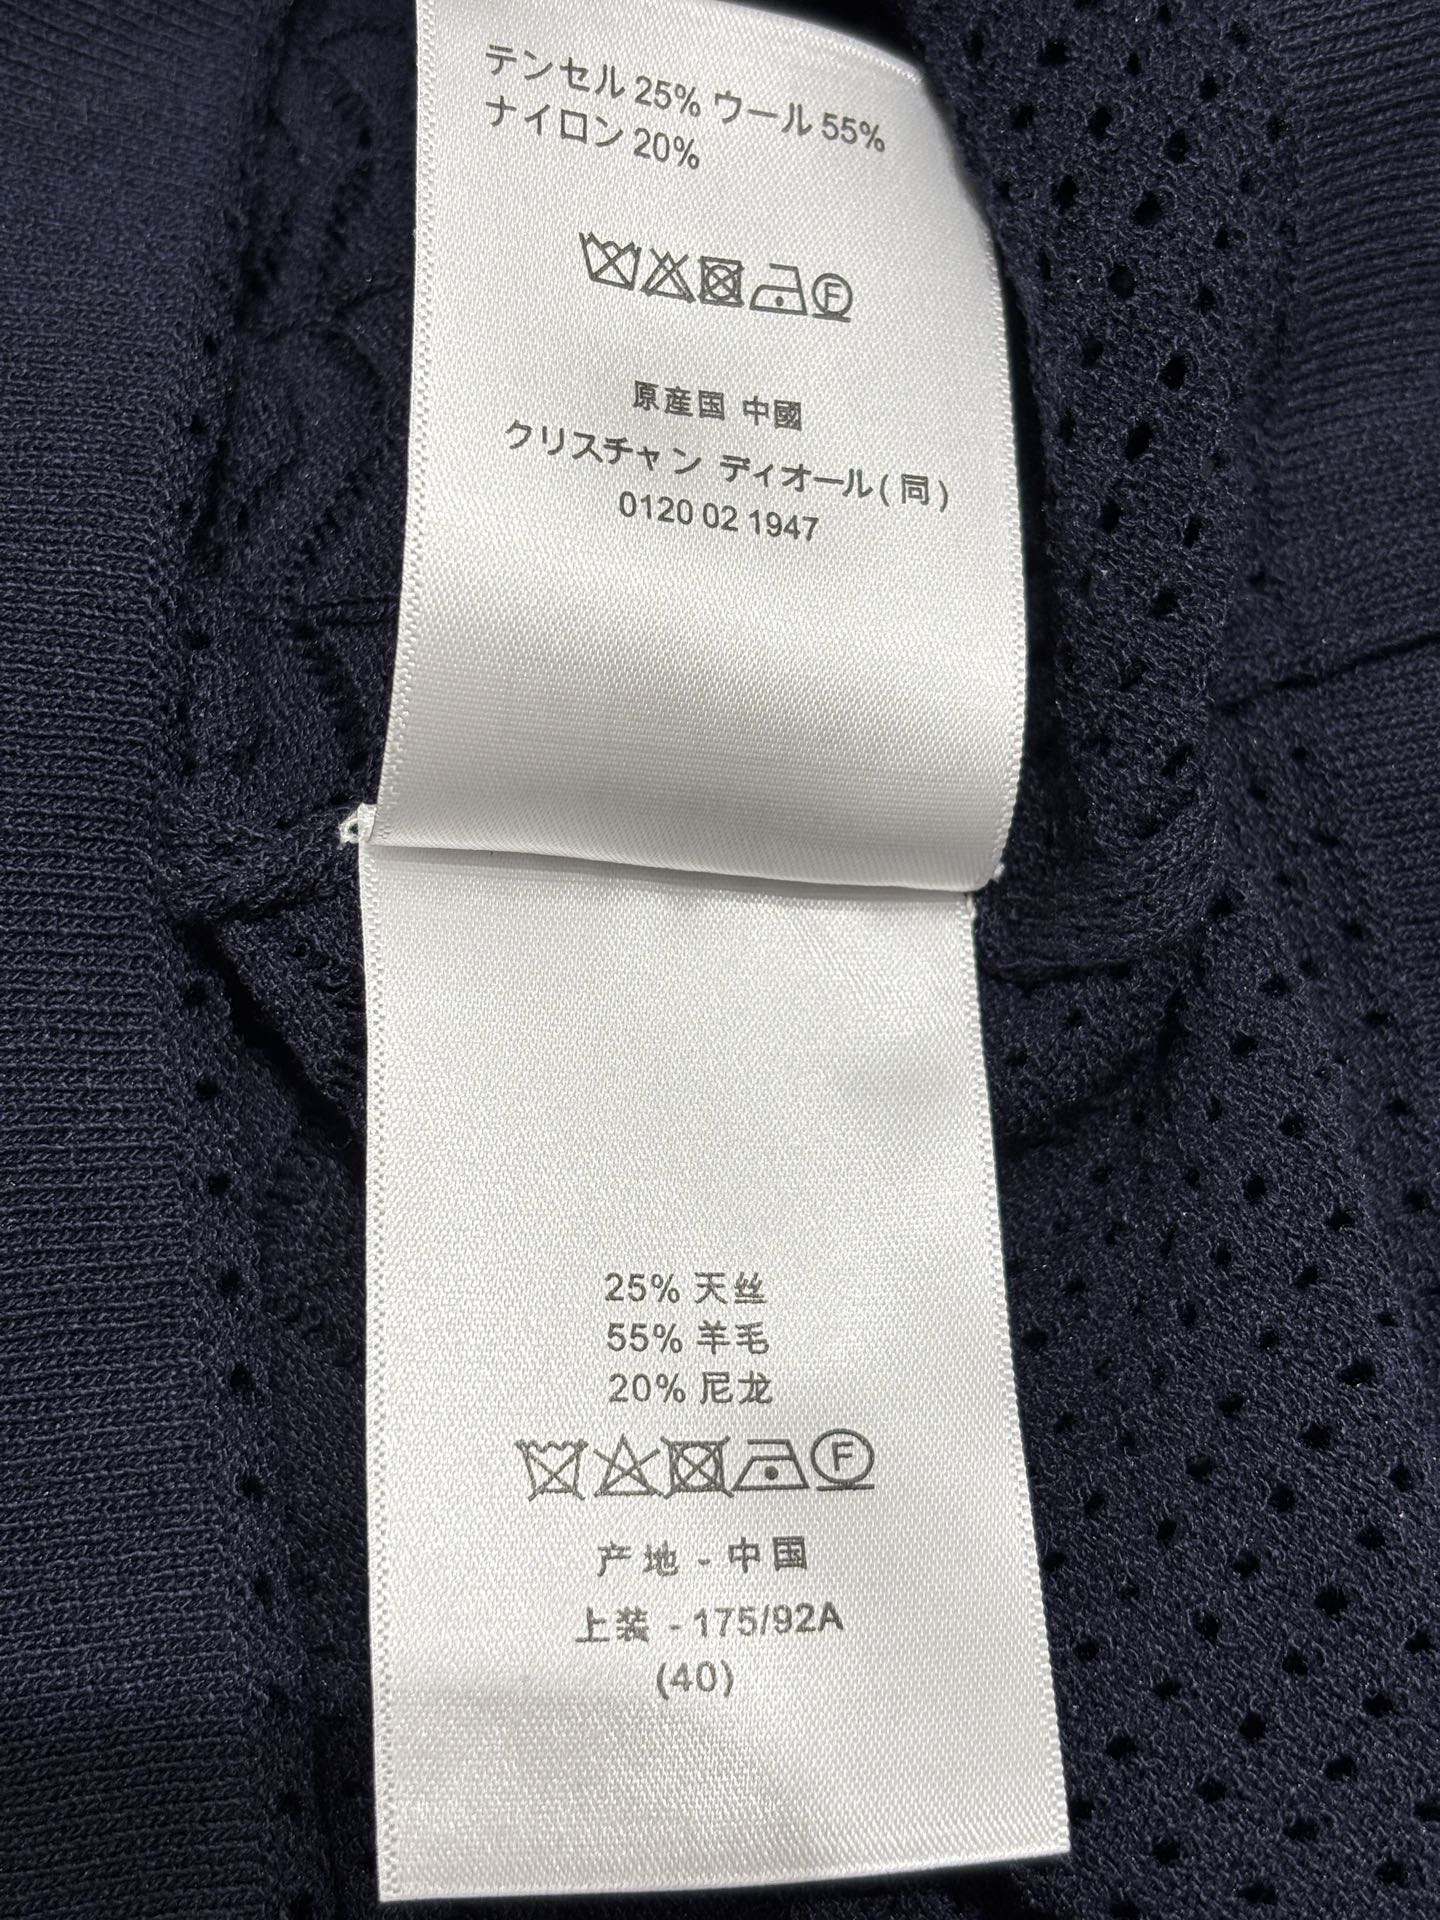 テンセル 25% ウール 55%
ナイロン 20%
F
原産国 中國
クリスチャン ディオール ( 同 )
0120 02 1947
25% 天丝
55% 羊毛
20% 尼龙
F
产 地 - 中国
上装 - 175/92A
(40)